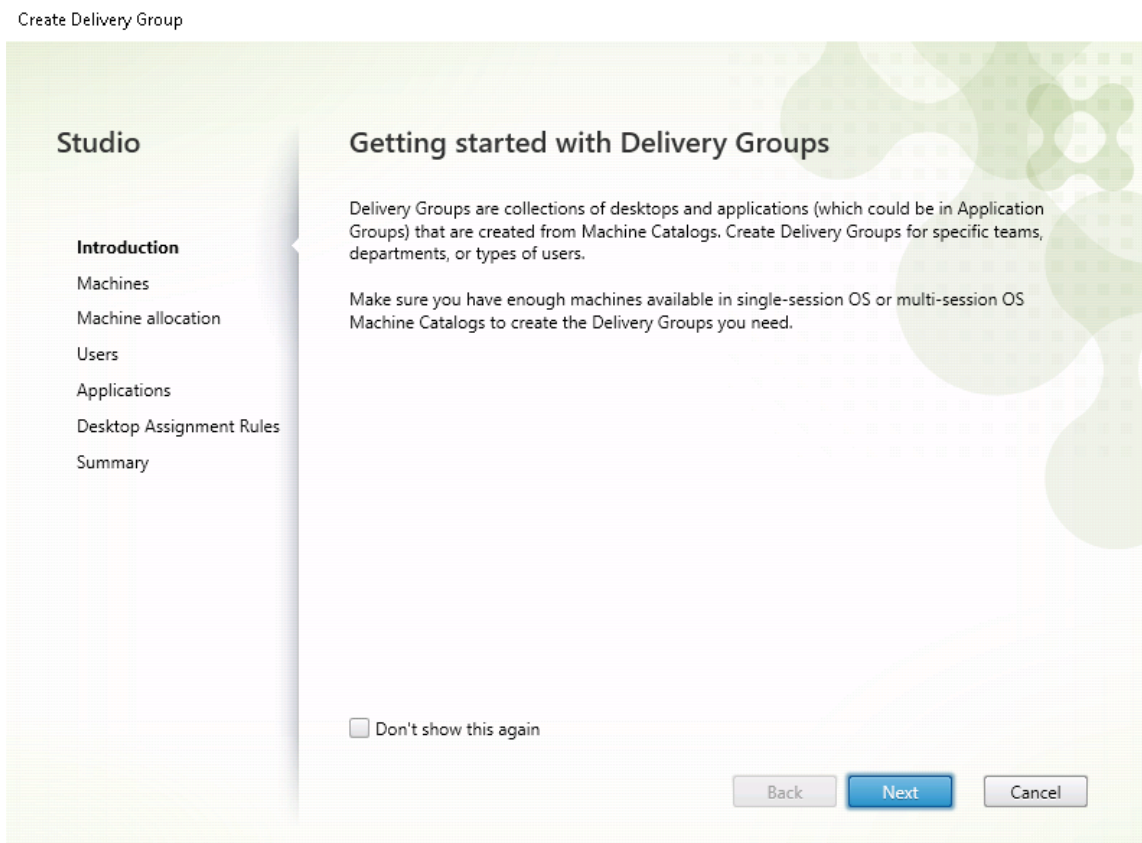 Create Delivery Group
Studio
Introduction
Machines
Machine allocation
Users
Applications
Desktop Assignment Rules
Summary
Getting started with Delivery Groups
Delivery Groups are collections of desktops and applications (which could be in Application
Groups) that are created from Machine Catalogs. Create Delivery Groups for specific teams,
departments, or types of users.
Make sure you have enough machines available in single-session OS or multi-session OS
Machine Catalogs to create the Delivery Groups you need.
Don't show this again
Back
Next
Cancel